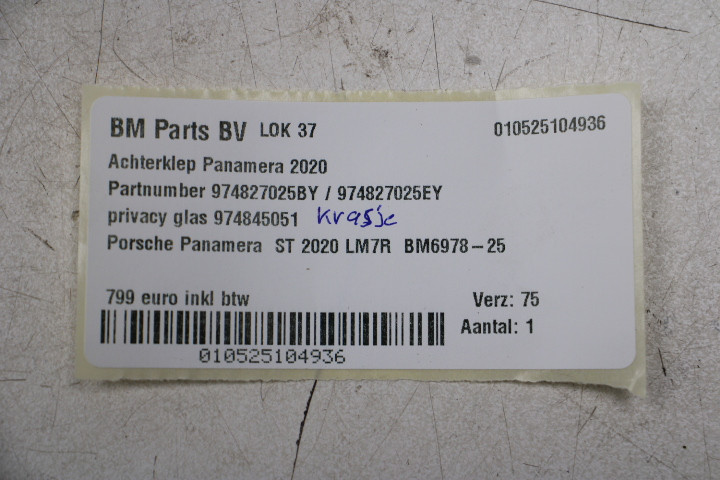 BM Parts BV LOK 37 010525104936
Achterklep Panamera 2020
Partnumber 974827025BY / 974827025EY
privacy glas 974845051 krasje
Porsche Panamera ST 2020 LM7R BM6978-25
799 euro inkl btw Verz: 75
Aantal: 1
010525104936